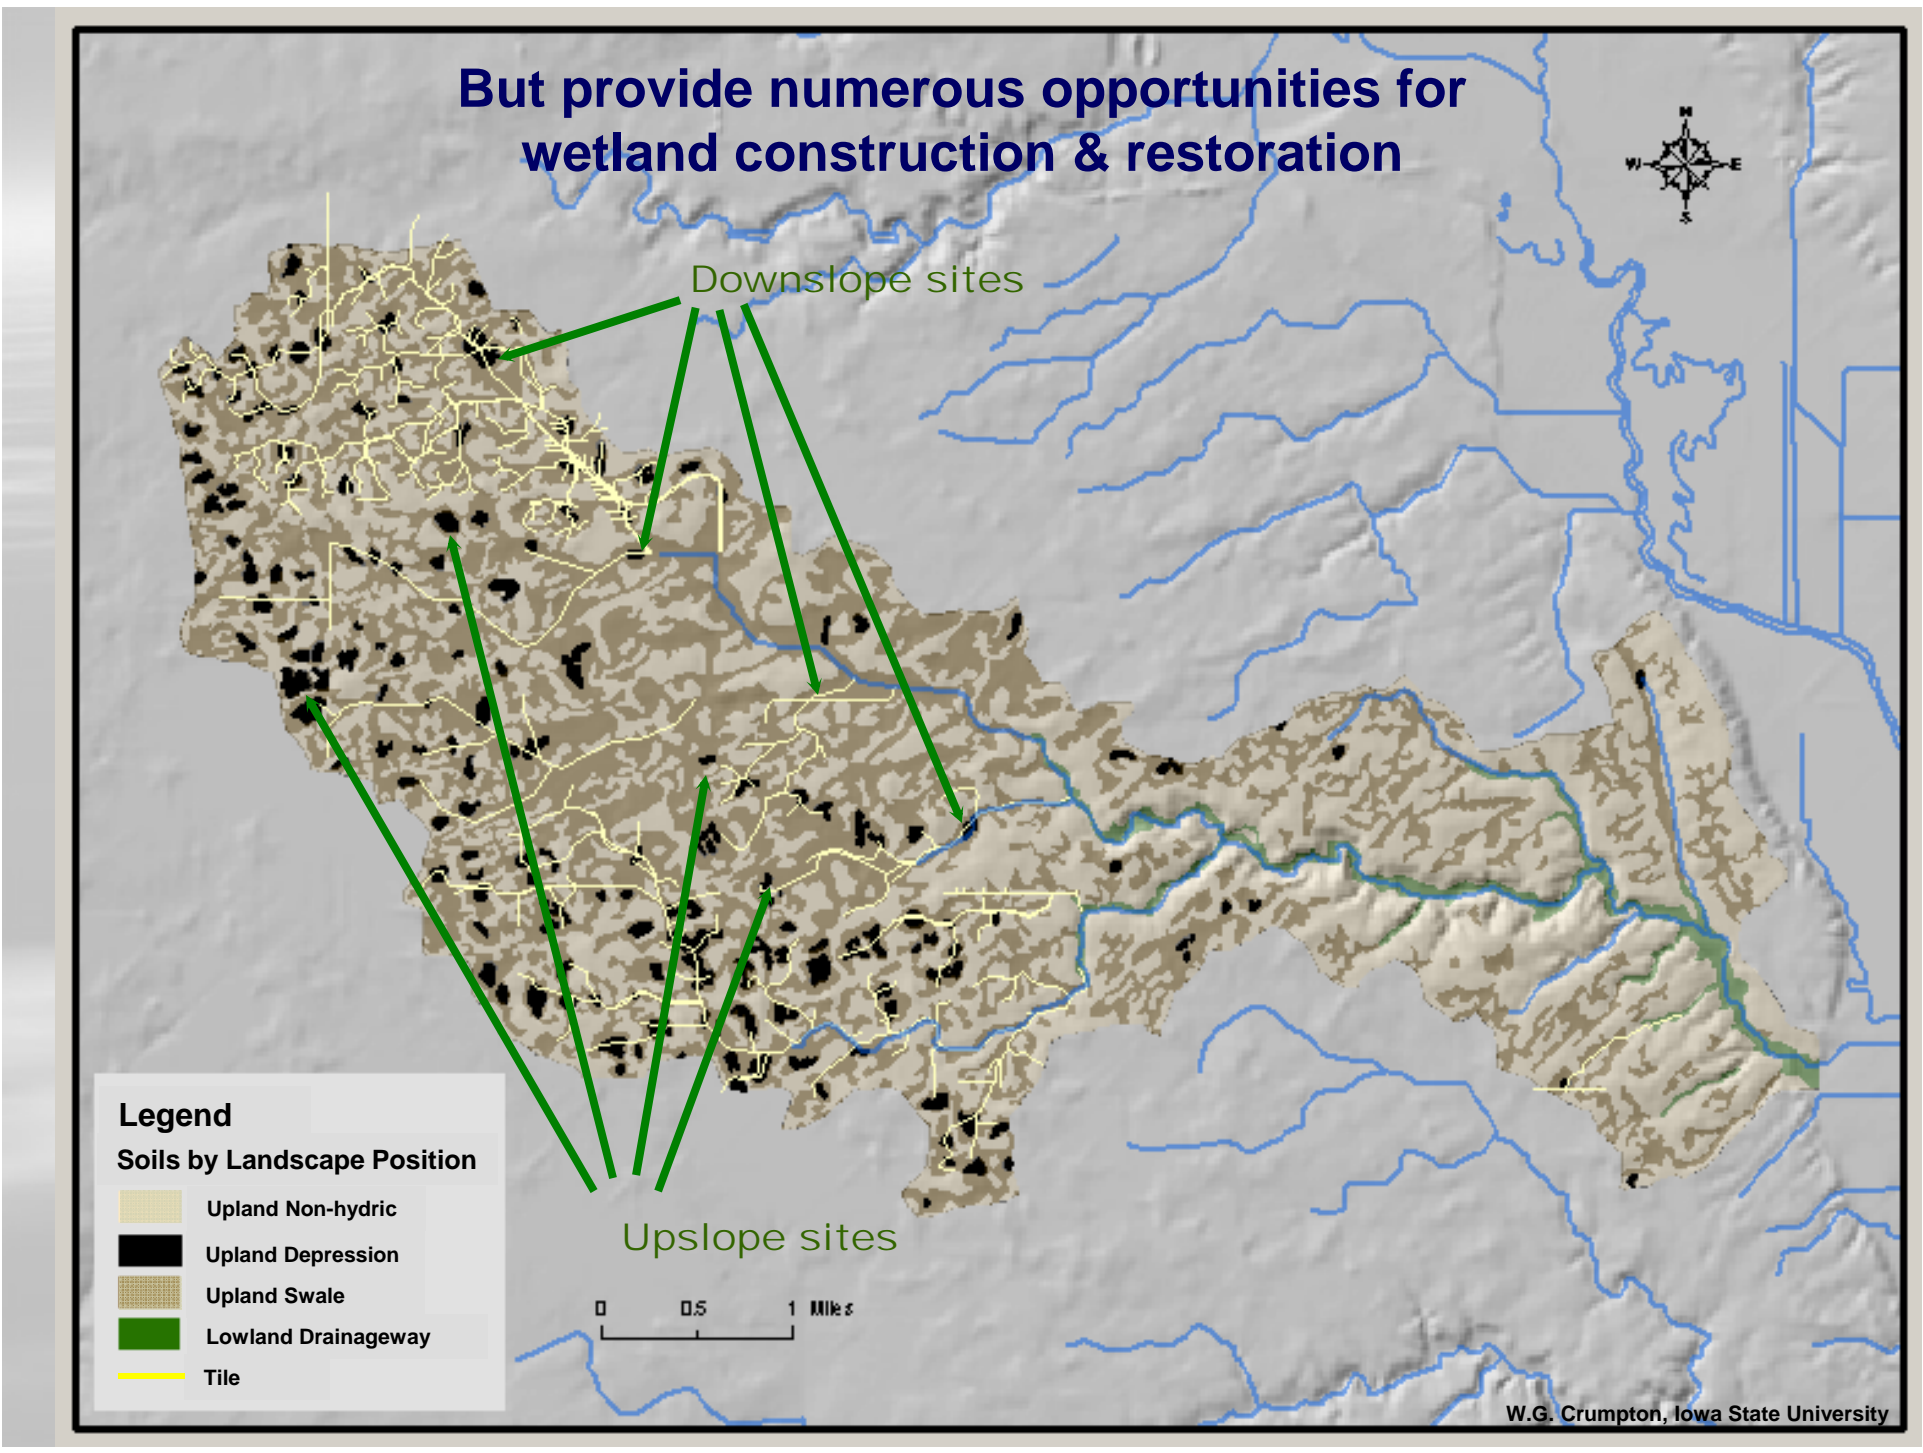 But provide numerous opportunities for
wetland construction & restoration
N
W
E
S
Downslope sites
Upslope sites
Legend
Soils by Landscape Position
Upland Non-hydric
Upland Depression
Upland Swale
Lowland Drainageway
Tile
0 0.5 1 Miles
W.G. Crumpton, Iowa State University